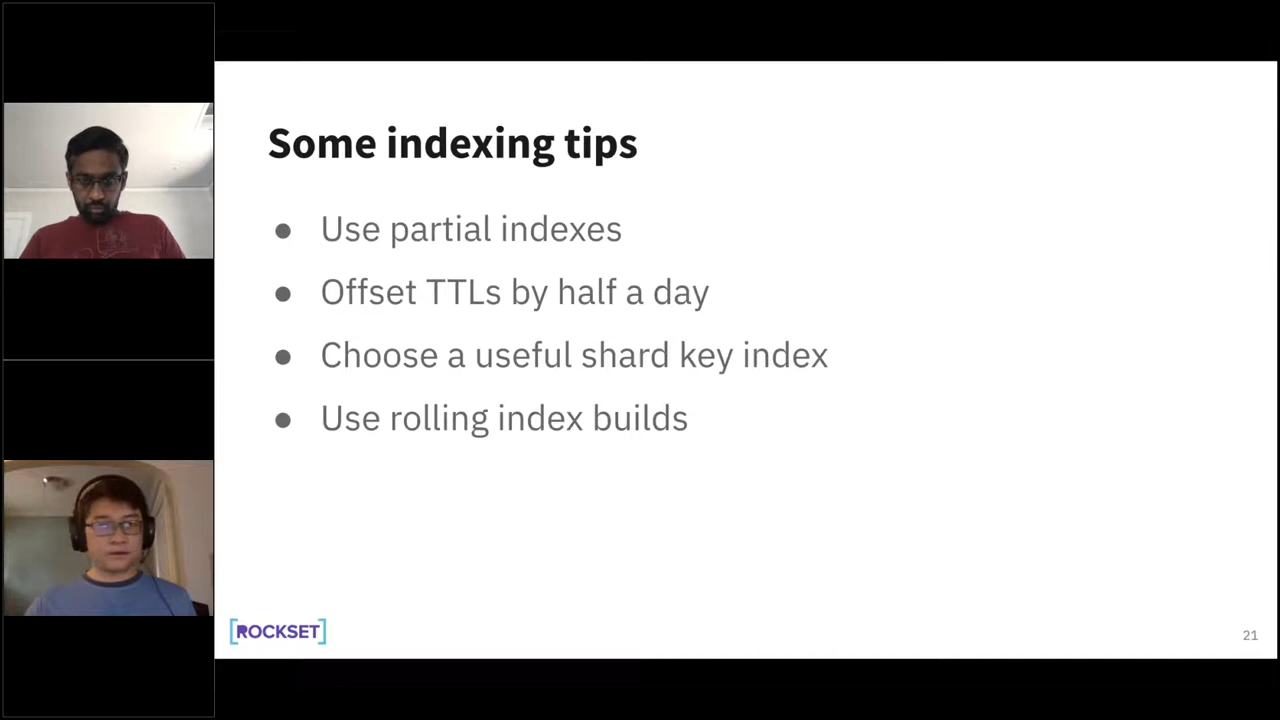 Some indexing tips
● Use partial indexes
● Offset TTLs by half a day
● Choose a useful shard key index
● Use rolling index builds
[ROCKSET]
21